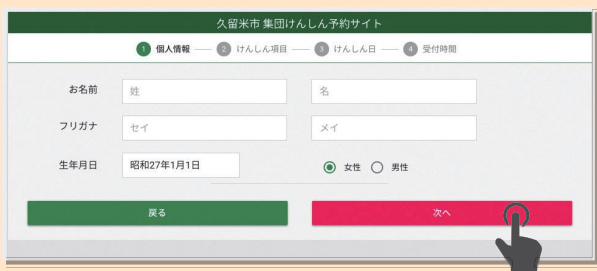 久留米市 集団けんしん予約サイト
1 個人情報 2 けんしん項目 3 けんしん日 4 受付時間
お名前 姓 名
フリガナ セイ メイ
生年月日 昭和27年1月1日 女性 男性
戻る 次へ